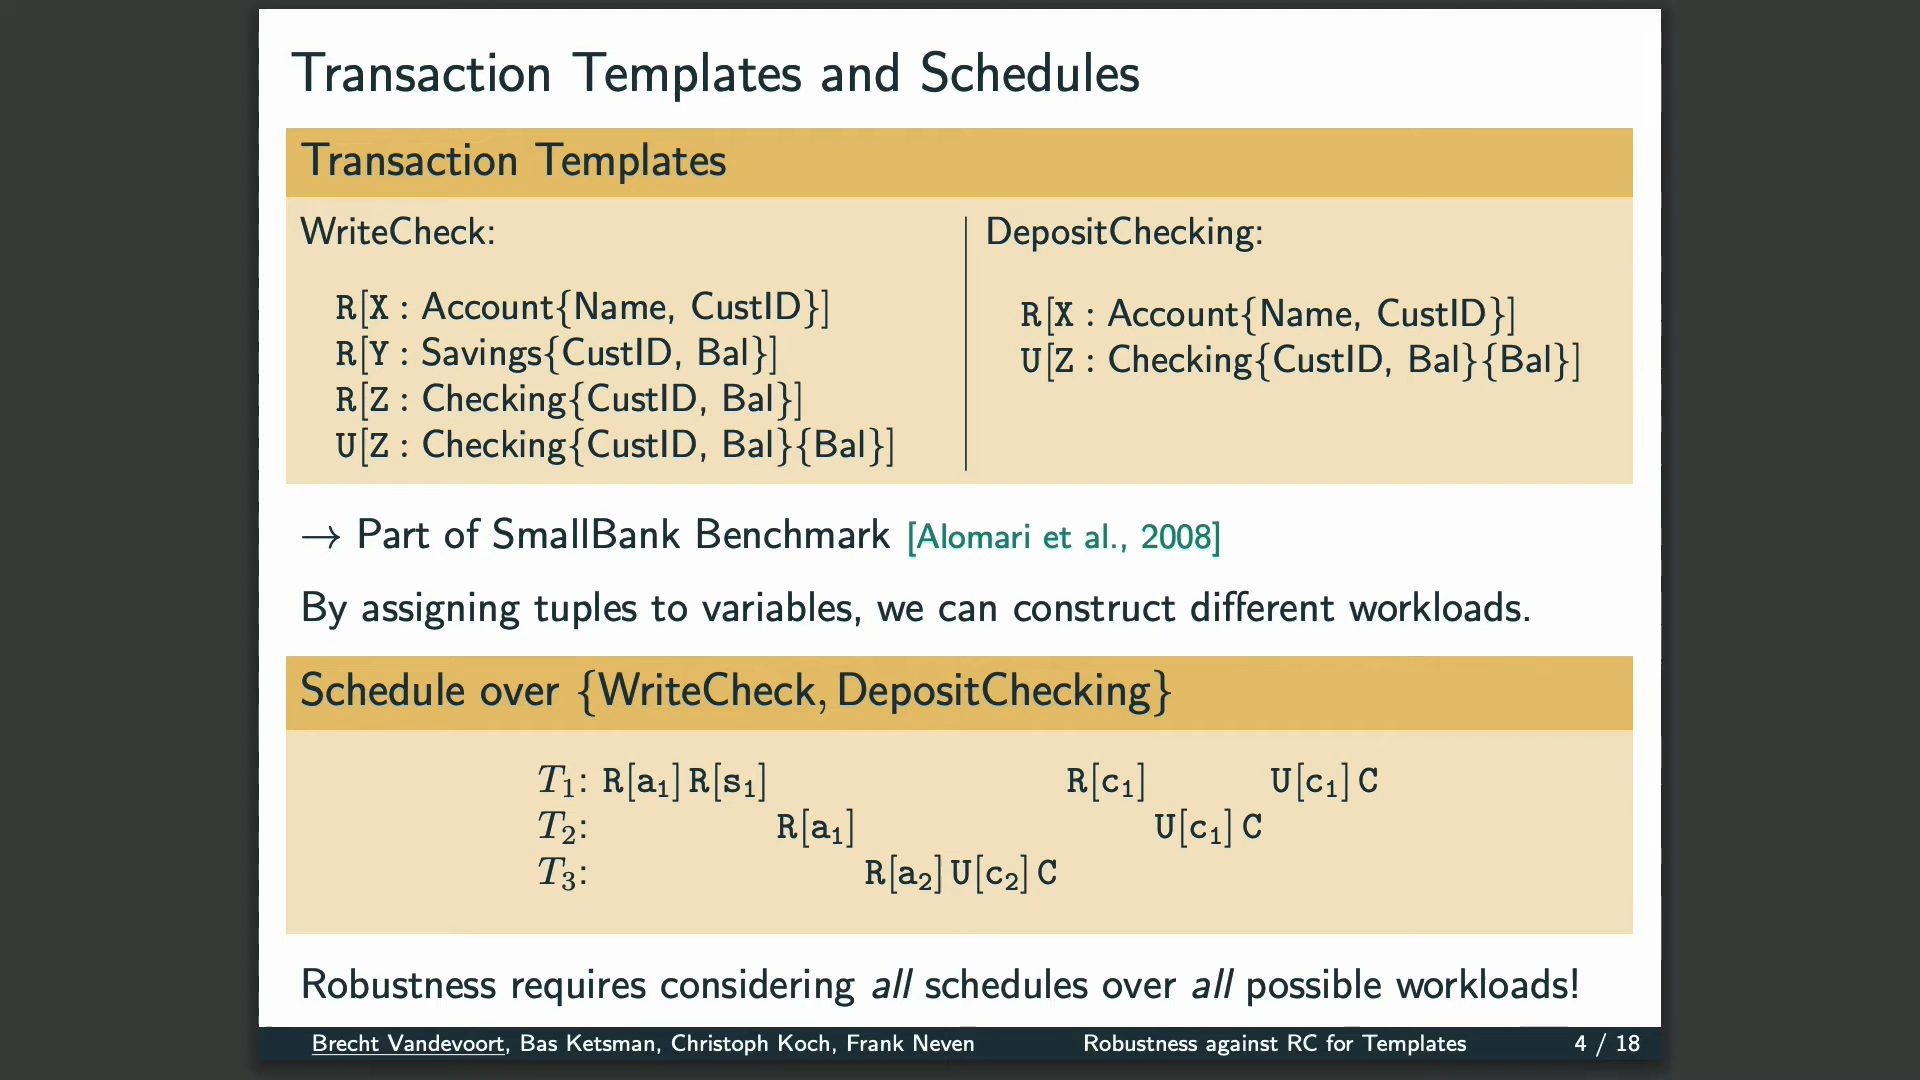 Transaction Templates and Schedules
Transaction Templates
WriteCheck:
R[X : Account{Name, CustID}]
R[Y : Savings{CustID, Bal}]
R[Z : Checking{CustID, Bal}]
U[Z : Checking{CustID, Bal}{Bal}]
DepositChecking:
R[X : Account{Name, CustID}]
U[Z : Checking{CustID, Bal}{Bal}]
→ Part of SmallBank Benchmark [Alomari et al., 2008]
By assigning tuples to variables, we can construct different workloads.
Schedule over {WriteCheck, DepositChecking}
T₁: R[a₁] R[s₁] R[c₁] U[c₁] C
T₂: R[a₁] U[c₁] C
T₃: R[a₂] U[c₂] C
Robustness requires considering all schedules over all possible workloads!
Brecht Vandevoort, Bas Ketsman, Christoph Koch, Frank Neven Robustness against RC for Templates 4 / 18